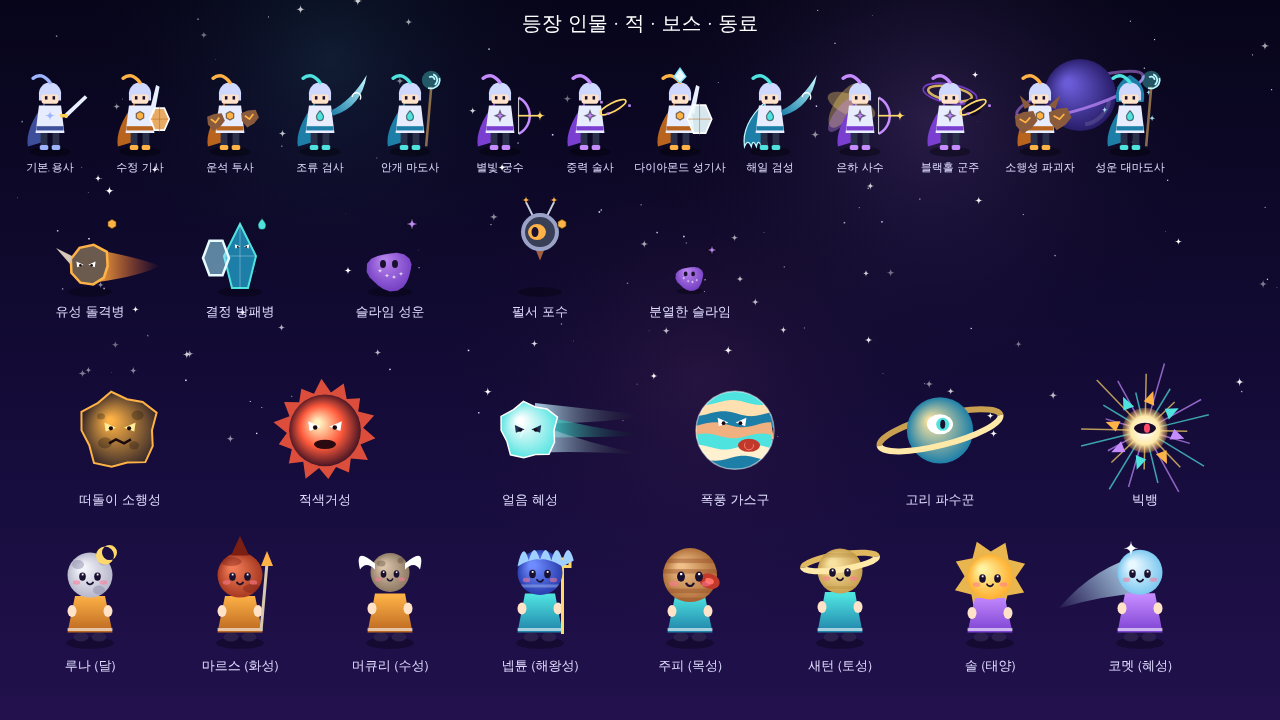 등장 인물 · 적 · 보스 · 동료
기본 용사 수정 기사 운석 투사 조류 검사 안개 마도사 별빛 궁수 중력 술사 다이아몬드 성기사 해일 검성 은하 사수 블랙홀 군주 소행성 파괴자 성운 대마도사
유성 돌격병 결정 방패병 슬라임 성운 펄서 포수 분열한 슬라임
떠돌이 소행성 적색거성 얼음 혜성 폭풍 가스구 고리 파수꾼 빅뱅
루나 (달) 마르스 (화성) 머큐리 (수성) 넵튠 (해왕성) 주피 (목성) 새턴 (토성) 솔 (태양) 코멧 (혜성)